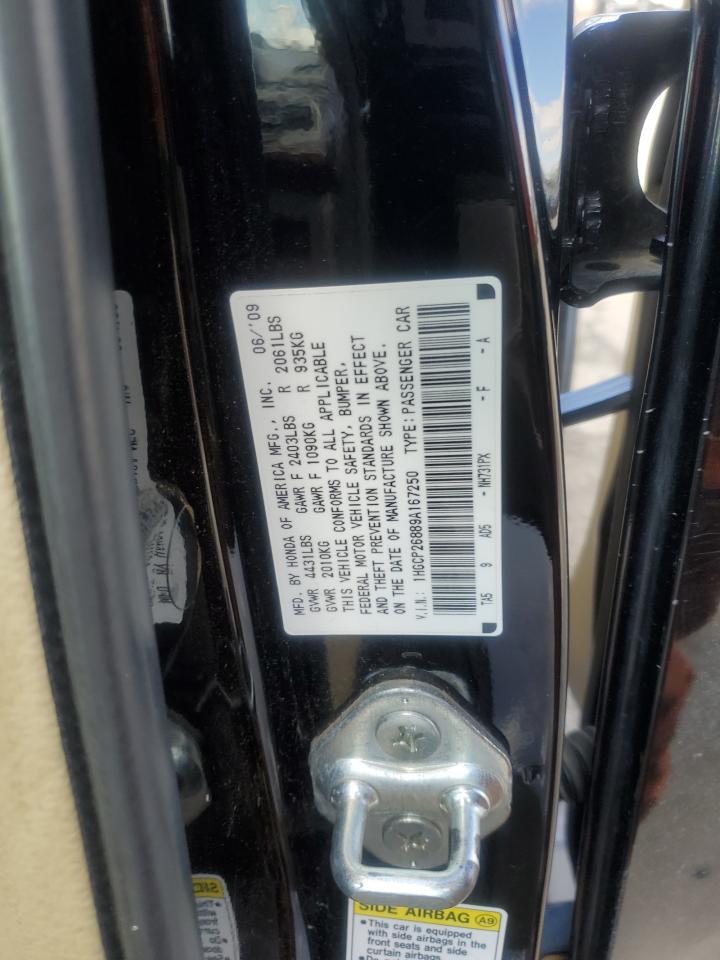 MFD. BY HONDA OF AMERICA MFG., INC. 06/'09
GVWR 4431LBS GAWR F 2403LBS R 2061LBS
GVWR 2010KG GAWR F 1090KG R 935KG
THIS VEHICLE CONFORMS TO ALL APPLICABLE
FEDERAL MOTOR VEHICLE SAFETY, BUMPER,
AND THEFT PREVENTION STANDARDS IN EFFECT
ON THE DATE OF MANUFACTURE SHOWN ABOVE.
V.I.N.: 1HGCP26889A167250 TYPE: PASSENGER CAR
TA5 9 AD5 - NH731PX - F - A
SIDE AIRBAG A9
• This car is equipped
with side airbags in the
front seats and side
curtain airbags